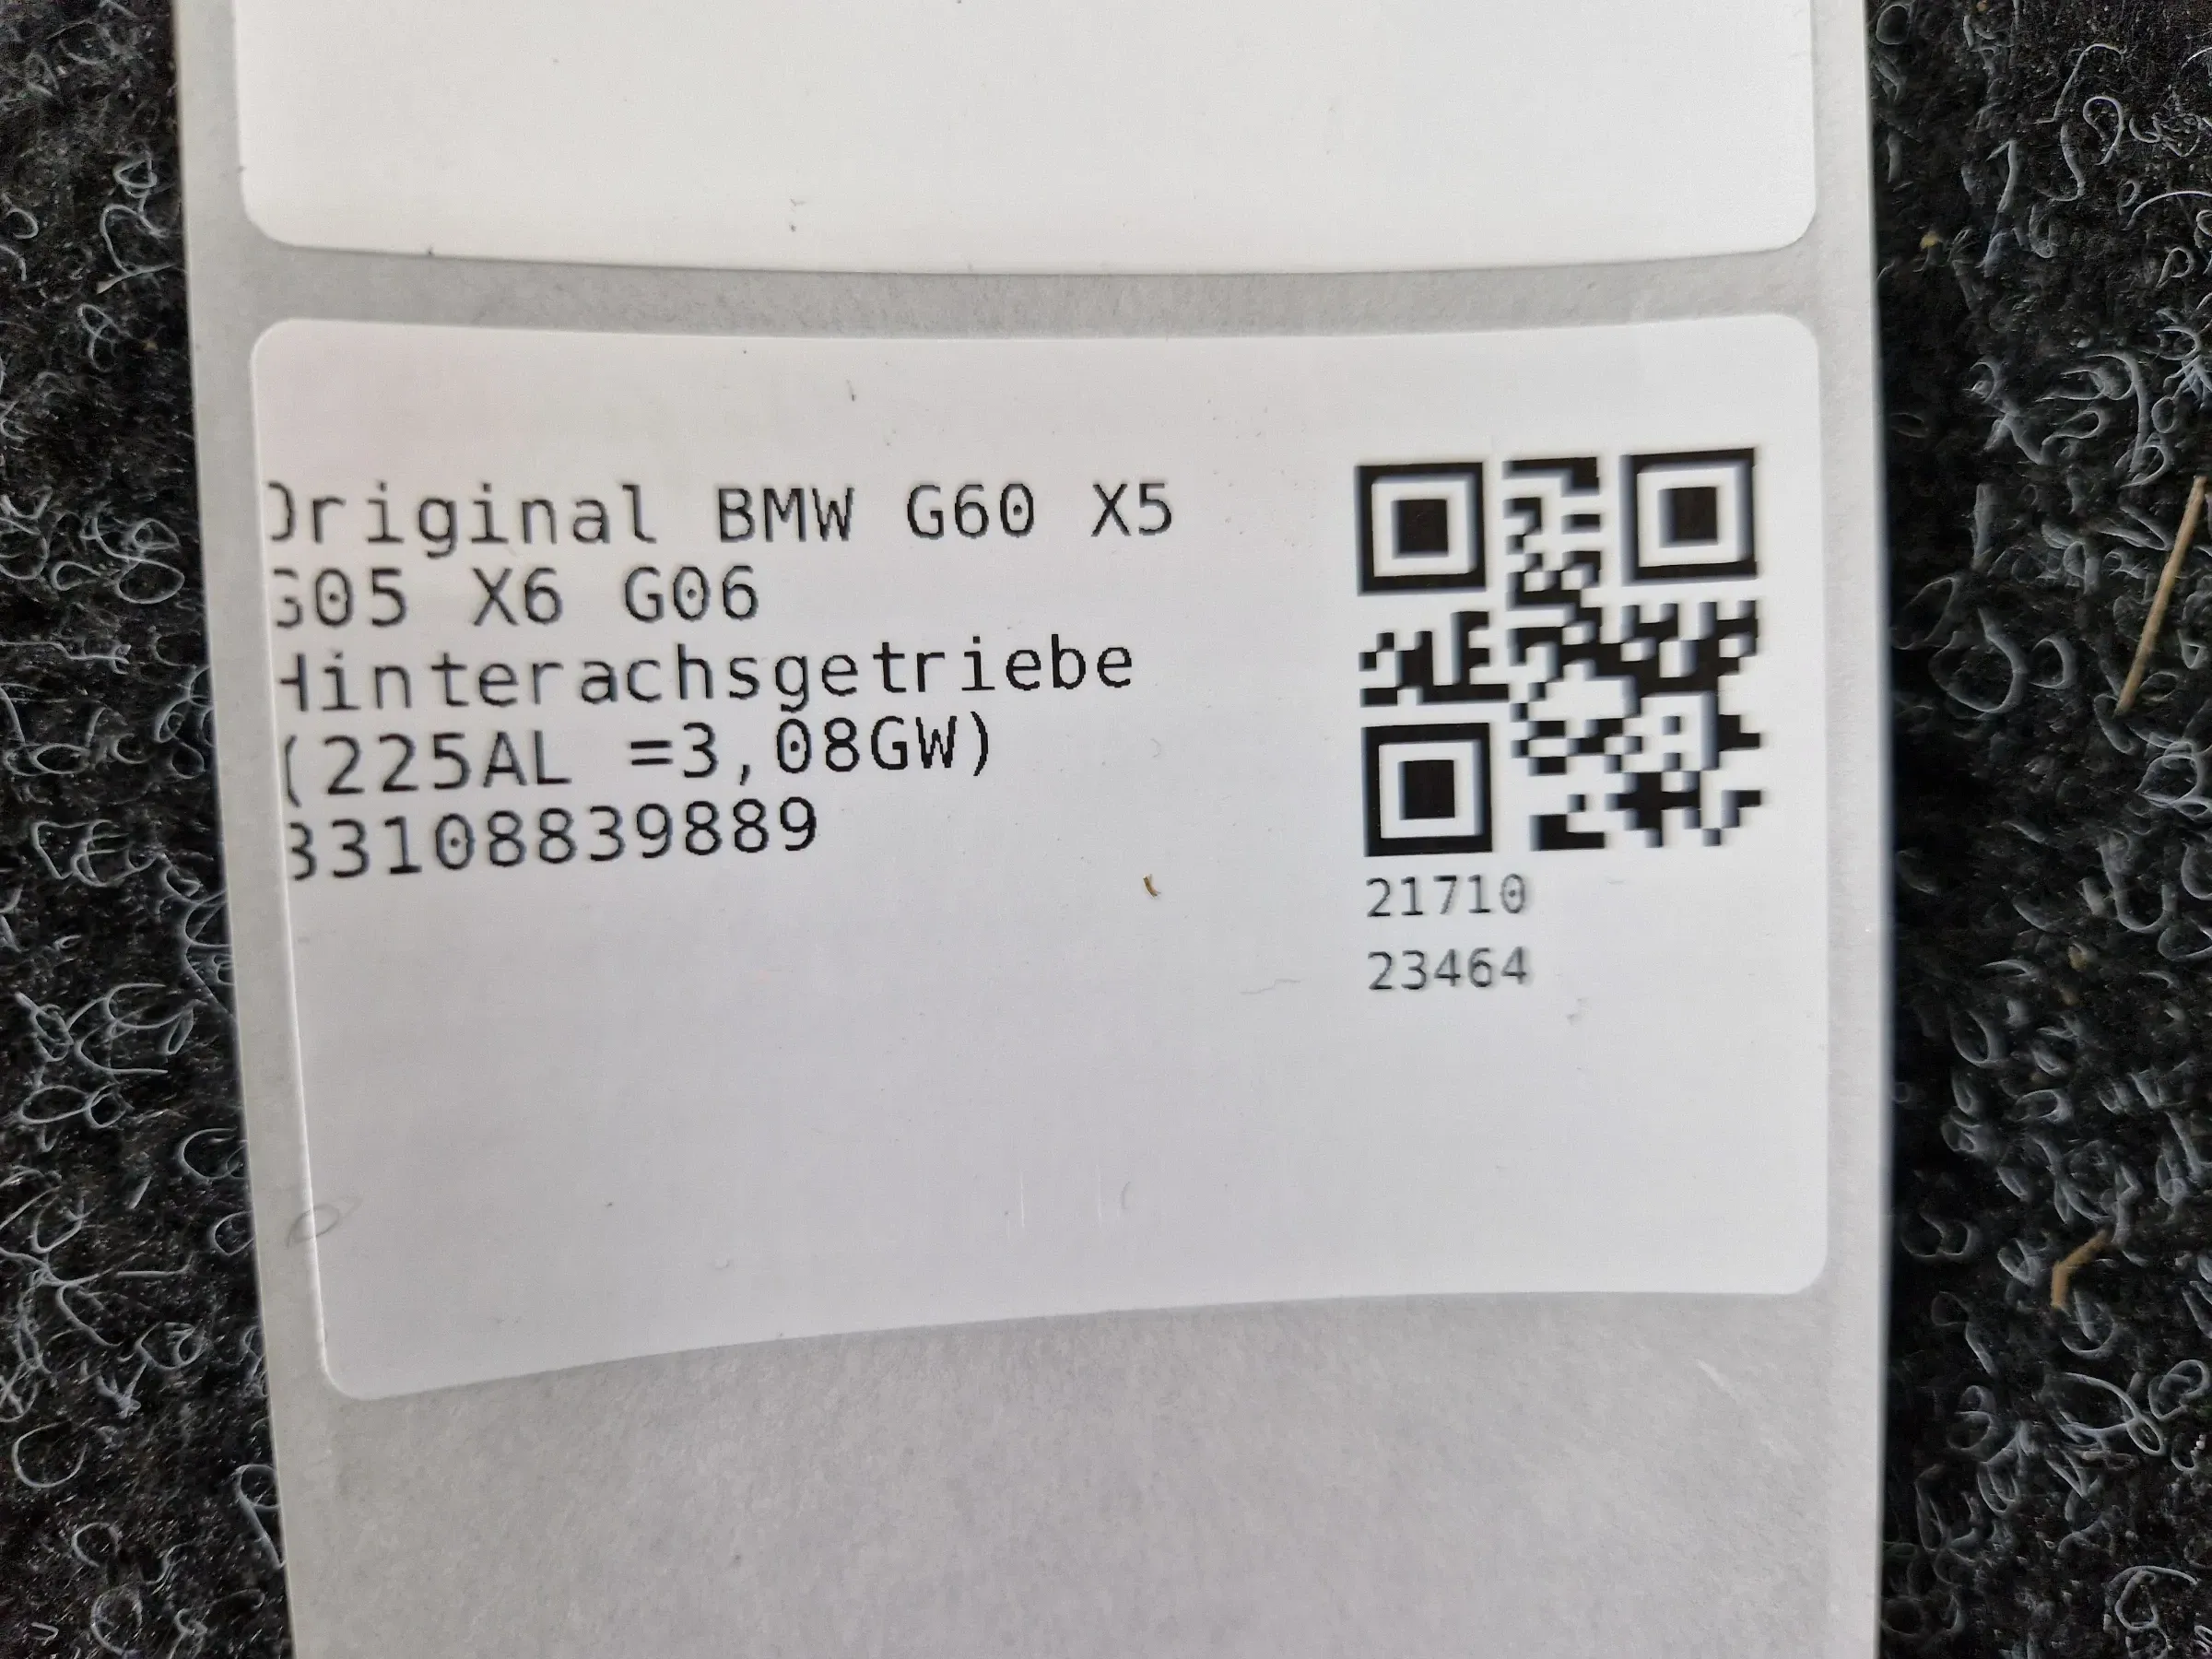 Original BMW G60 X5
G05 X6 G06
Hinterachsgetriebe
(225AL =3,08GW)
33108839889
21710
23464